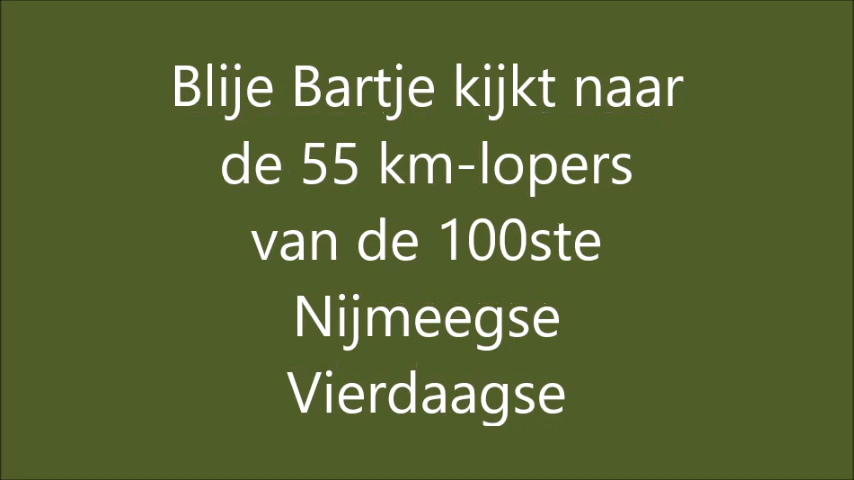 Blije Bartje kijkt naar
de 55 km-lopers
van de 100ste
Nijmeegse
Vierdaagse